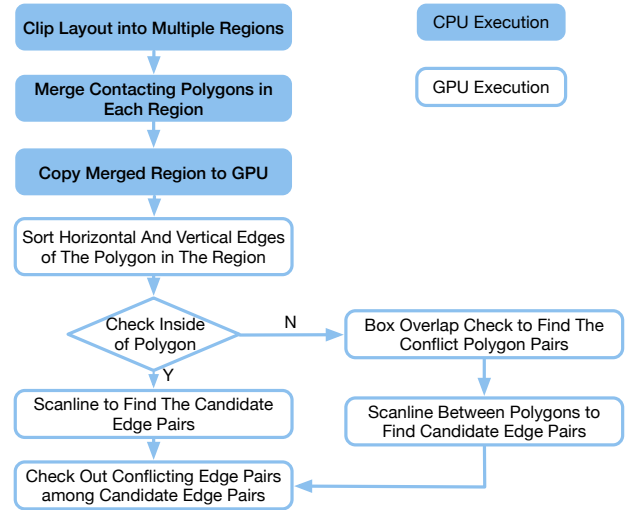 Clip Layout into Multiple Regions
CPU Execution
Merge Contacting Polygons in
Each Region
GPU Execution
Copy Merged Region to GPU
Sort Horizontal And Vertical Edges
of The Polygon in The Region
Check Inside
of Polygon
N
Box Overlap Check to Find The
Conflict Polygon Pairs
Y
Scanline to Find The Candidate
Edge Pairs
Scanline Between Polygons to
Find Candidate Edge Pairs
Check Out Conflicting Edge Pairs
among Candidate Edge Pairs